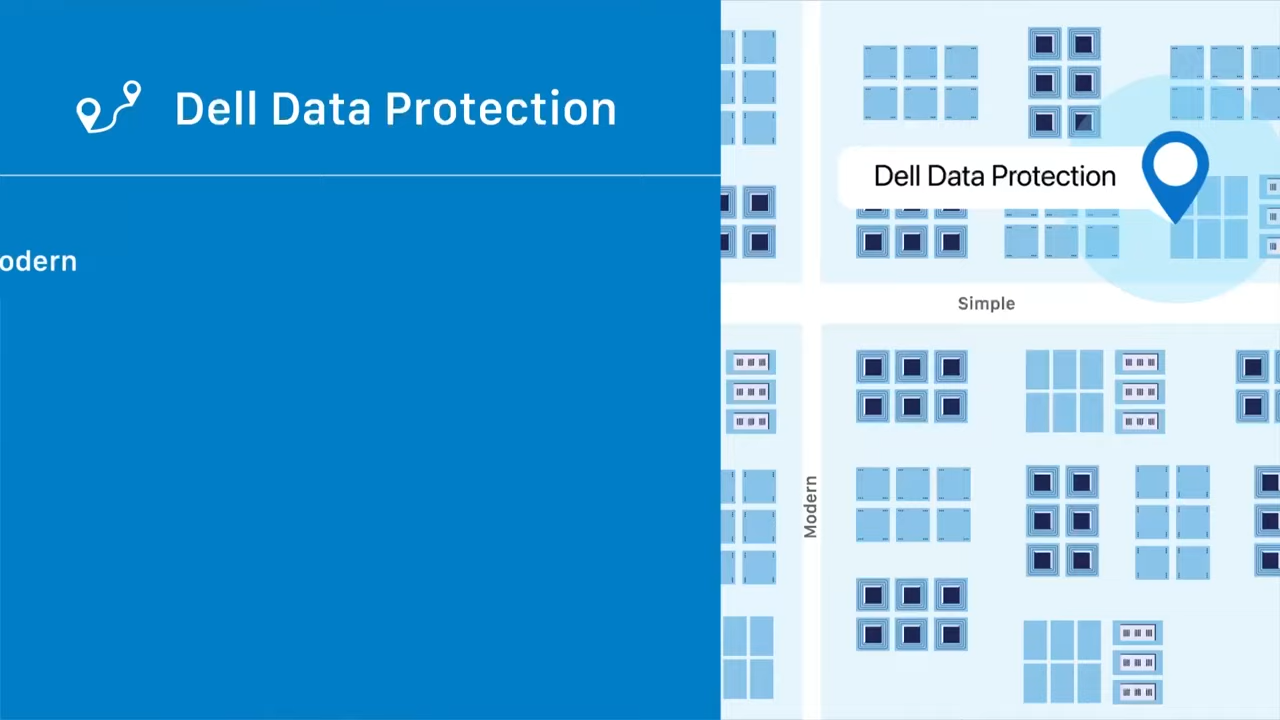 Dell Data Protection
odern
Dell Data Protection
Simple
Modern